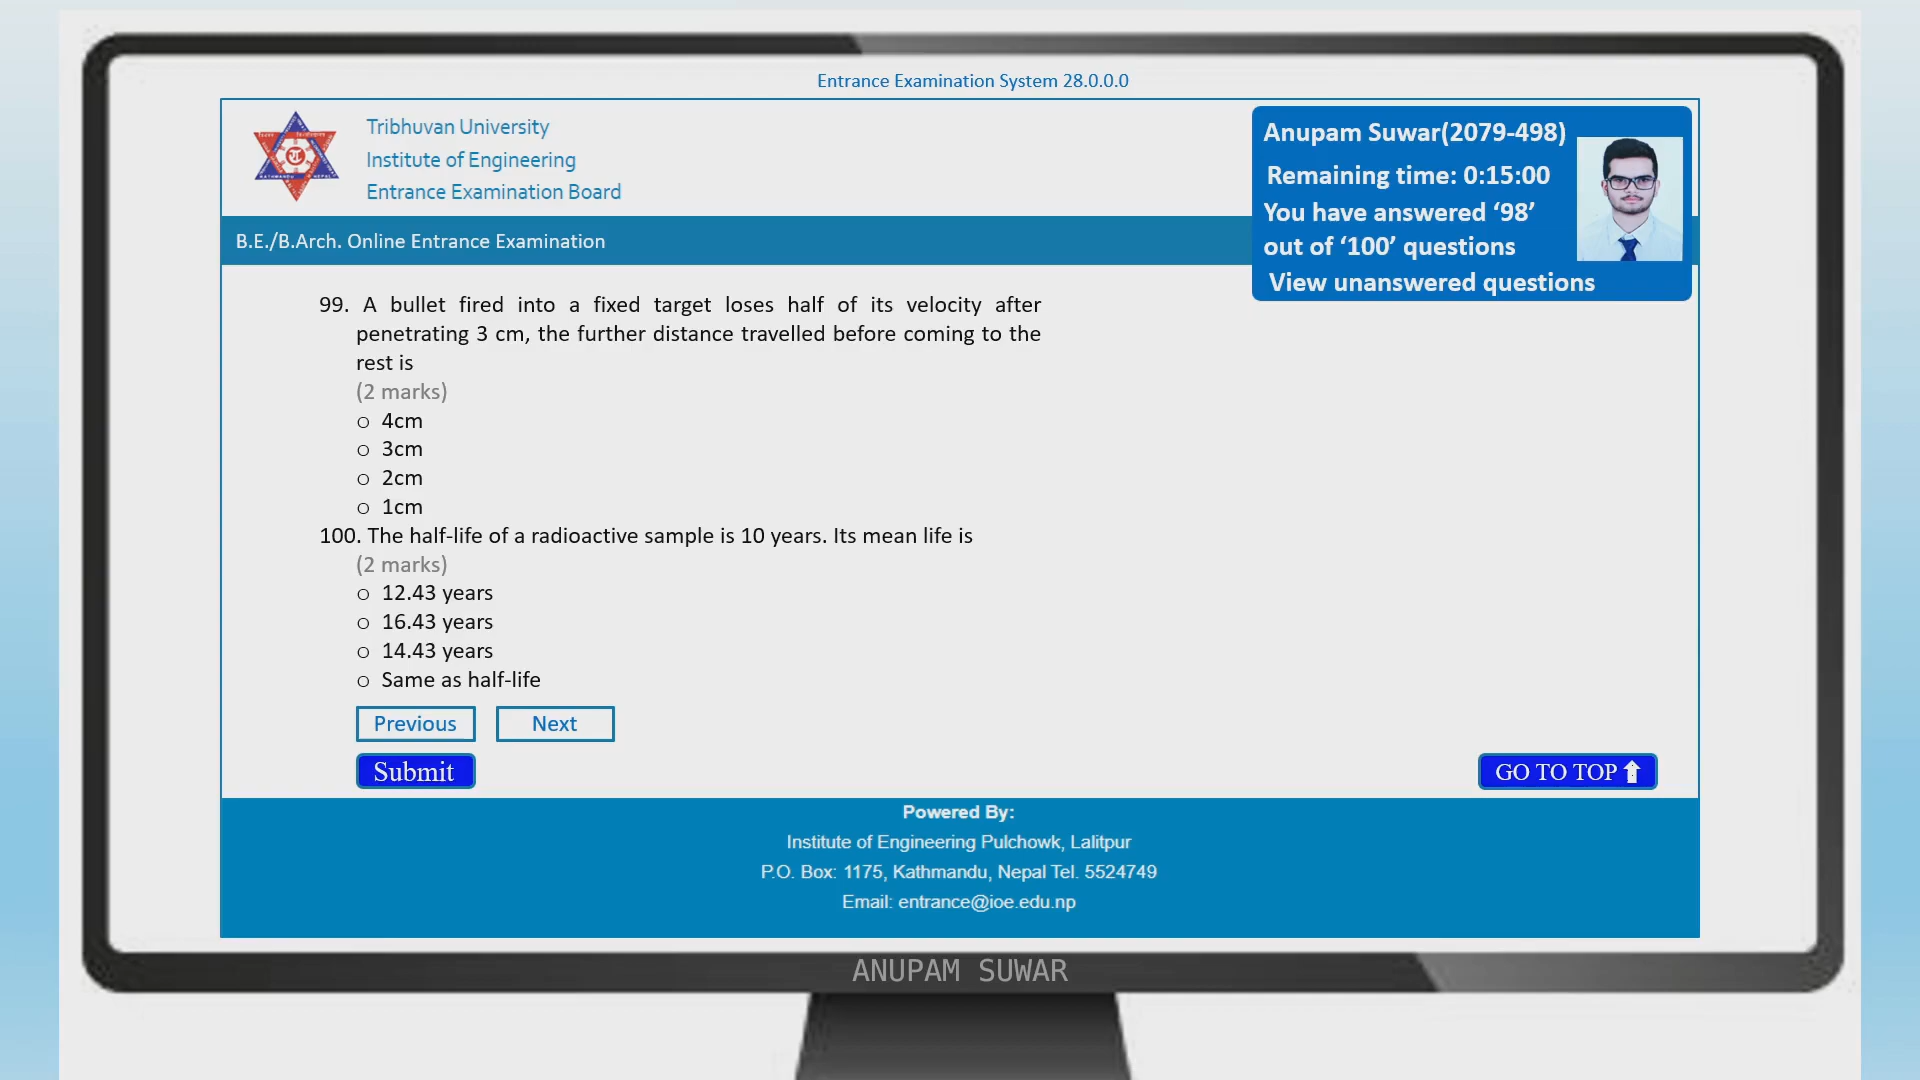 Entrance Examination System 28.0.0.0
Tribhuvan University
Institute of Engineering
Entrance Examination Board
Anupam Suwar(2079-498)
Remaining time: 0:15:00
You have answered ‘98’
out of ‘100’ questions
View unanswered questions
B.E./B.Arch. Online Entrance Examination
99. A bullet fired into a fixed target loses half of its velocity after
penetrating 3 cm, the further distance travelled before coming to the
rest is
(2 marks)
o 4cm
o 3cm
o 2cm
o 1cm
100. The half-life of a radioactive sample is 10 years. Its mean life is
(2 marks)
o 12.43 years
o 16.43 years
o 14.43 years
o Same as half-life
Previous
Next
Submit
GO TO TOP
Powered By:
Institute of Engineering Pulchowk, Lalitpur
P.O. Box: 1175, Kathmandu, Nepal Tel. 5524749
Email: entrance@ioe.edu.np
ANUPAM SUWAR